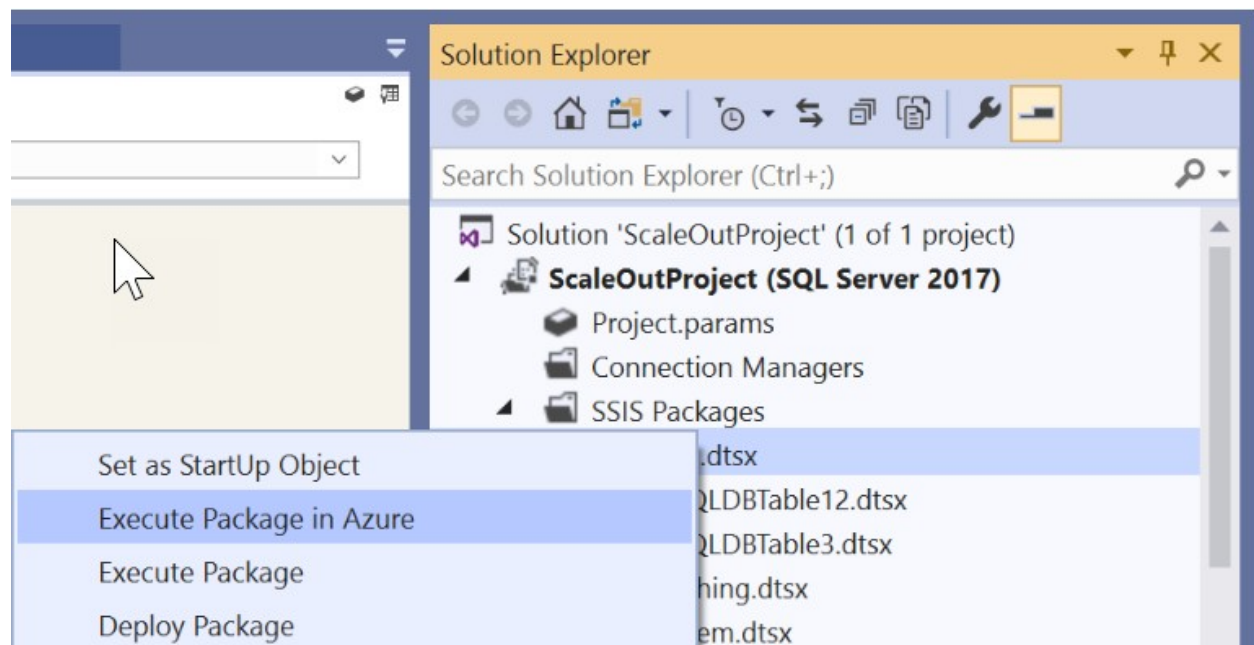 Solution Explorer
Search Solution Explorer (Ctrl+;)
Solution 'ScaleOutProject' (1 of 1 project)
ScaleOutProject (SQL Server 2017)
Project.params
Connection Managers
SSIS Packages
.dtsx
QLDBTable12.dtsx
QLDBTable3.dtsx
hing.dtsx
em.dtsx
Set as StartUp Object
Execute Package in Azure
Execute Package
Deploy Package